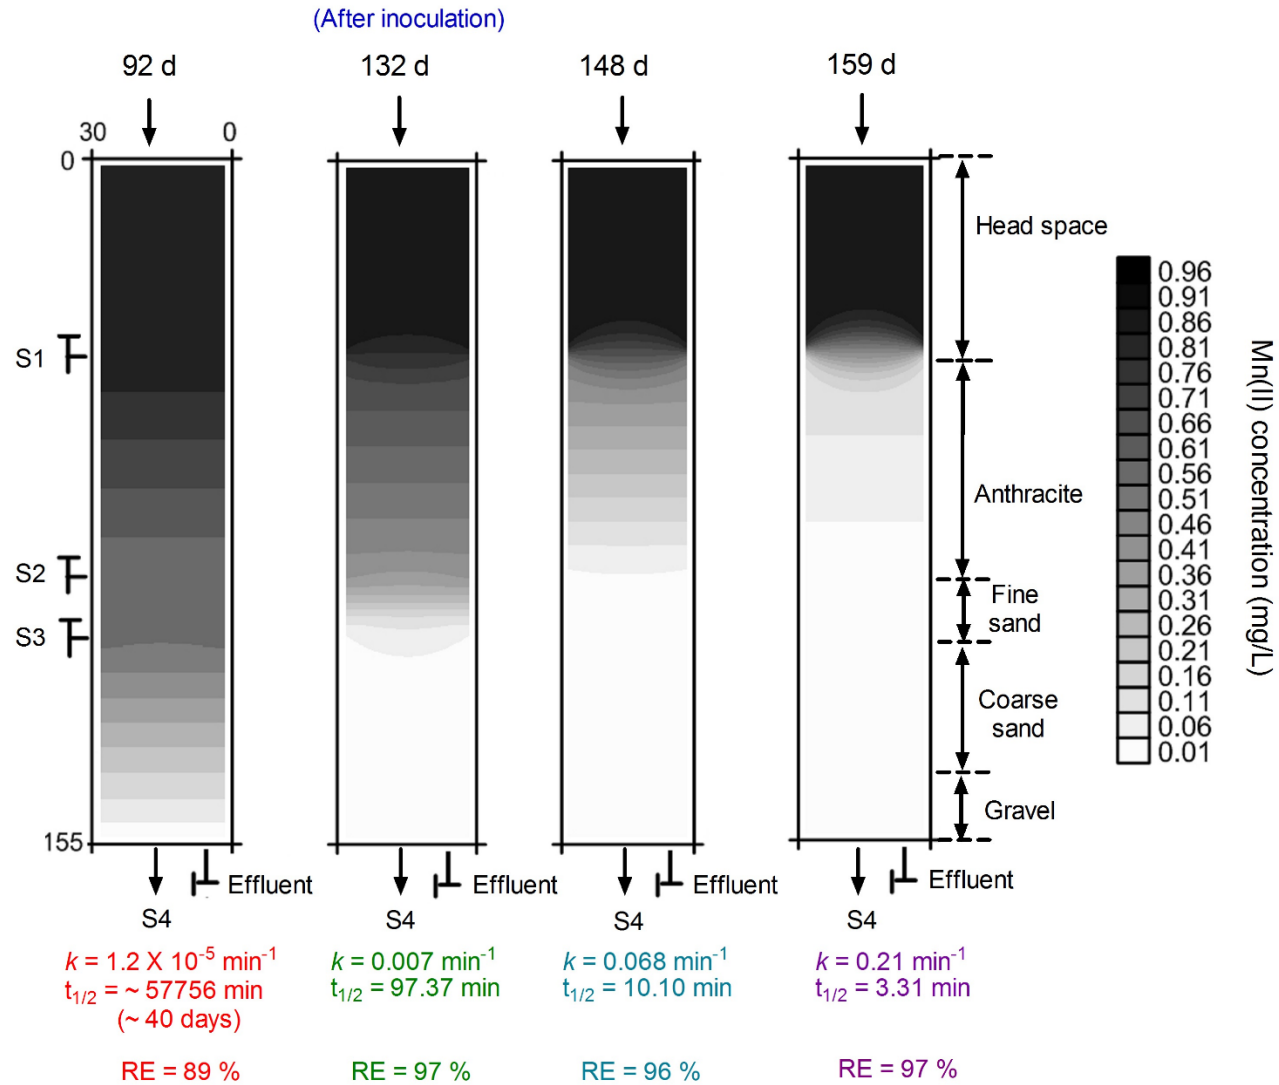 (After inoculation)
92 d
132 d
148 d
159 d
30
0
0
S1
S2
S3
155
Head space
Anthracite
Fine
sand
Coarse
sand
Gravel
0.96
0.91
0.86
0.81
0.76
0.71
0.66
0.61
0.56
0.51
0.46
0.41
0.36
0.31
0.26
0.21
0.16
0.11
0.06
0.01
Mn(II) concentration (mg/L)
Effluent
Effluent
Effluent
Effluent
S4
S4
S4
S4
k = 1.2 X 10⁻⁵ min⁻¹
t₁/₂ = ~ 57756 min
(~ 40 days)
RE = 89 %
k = 0.007 min⁻¹
t₁/₂ = 97.37 min
RE = 97 %
k = 0.068 min⁻¹
t₁/₂ = 10.10 min
RE = 96 %
k = 0.21 min⁻¹
t₁/₂ = 3.31 min
RE = 97 %